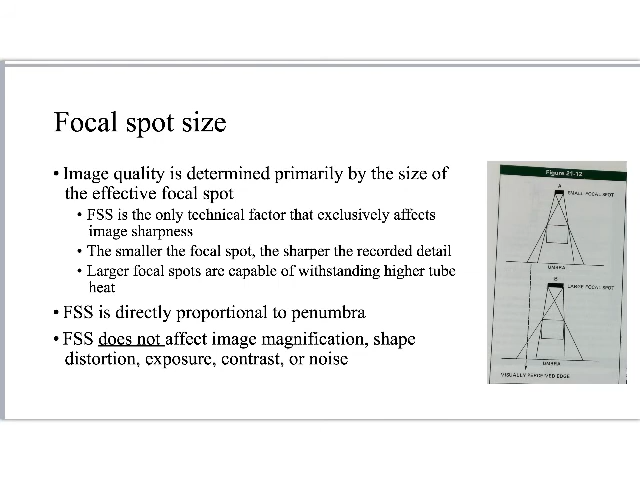 Focal spot size
• Image quality is determined primarily by the size of
the effective focal spot
• FSS is the only technical factor that exclusively affects
image sharpness
• The smaller the focal spot, the sharper the recorded detail
• Larger focal spots are capable of withstanding higher tube
heat
• FSS is directly proportional to penumbra
• FSS does not affect image magnification, shape
distortion, exposure, contrast, or noise
Figure 21-12
A
SMALL FOCAL SPOT
UMBRA
B
LARGE FOCAL SPOT
UMBRA
VISUALLY PERCEIVED EDGE